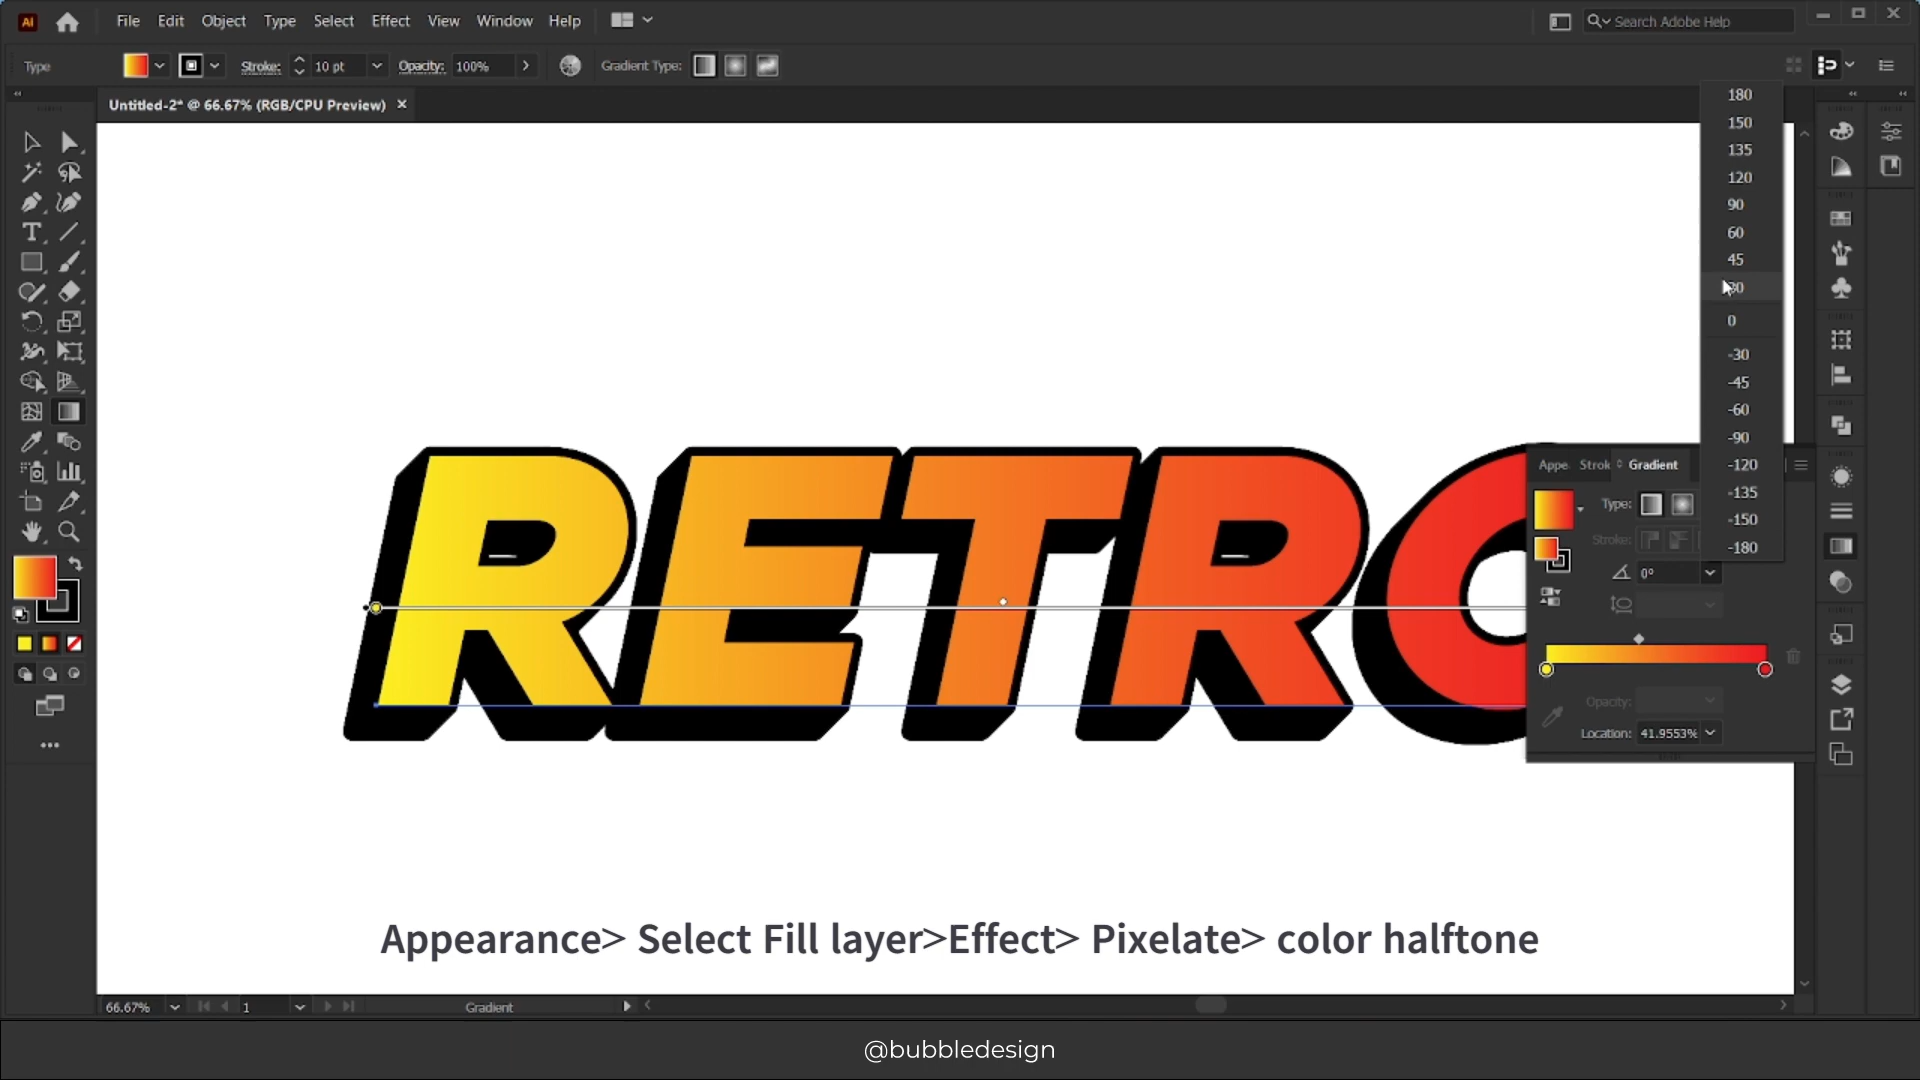 Ai File Edit Object Type Select Effect View Window Help Search Adobe Help
Type Stroke: 10 pt Opacity: 100% Gradient Type:
Untitled-2* @ 66.67% (RGB/CPU Preview)
180
150
135
120
90
60
45
0
-30
-45
-60
-90
-120
-135
-150
-180
RETRO
Appe Strok Gradient
Type:
Stroke:
0°
Opacity:
Location: 41.9553%
Appearance> Select Fill layer>Effect> Pixelate> color halftone
66.67% 1 Gradient
@bubbledesign